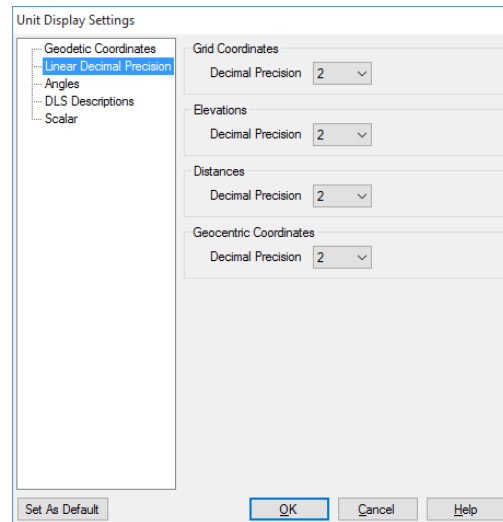 Unit Display Settings
Geodetic Coordinates
Linear Decimal Precision
Angles
DLS Descriptions
Scalar
Grid Coordinates
Decimal Precision 2
Elevations
Decimal Precision 2
Distances
Decimal Precision 2
Geocentric Coordinates
Decimal Precision 2
Set As Default OK Cancel Help